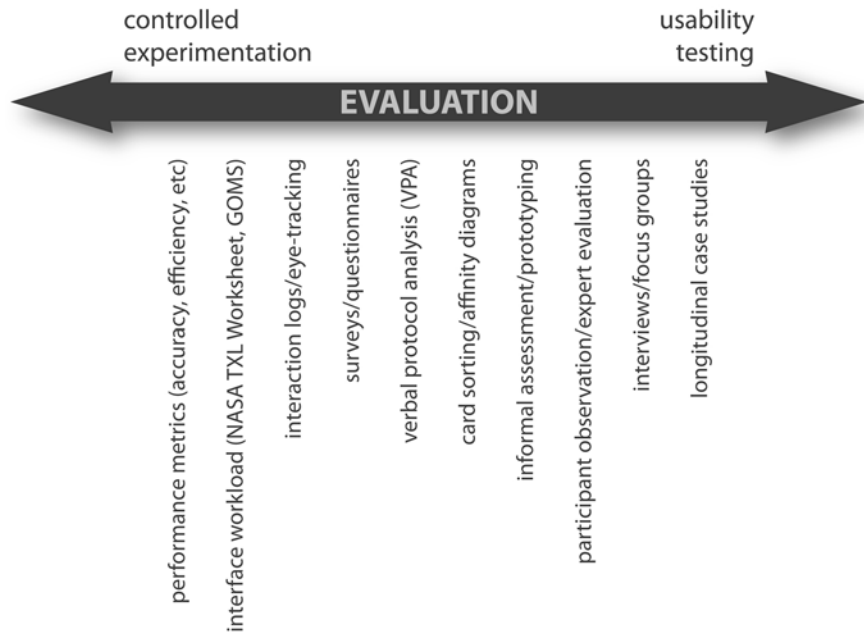 controlled
experimentation
usability
testing
EVALUATION
performance metrics (accuracy, efficiency, etc)
interface workload (NASA TXL Worksheet, GOMS)
interaction logs/eye-tracking
surveys/questionnaires
verbal protocol analysis (VPA)
card sorting/affinity diagrams
informal assessment/prototyping
participant observation/expert evaluation
interviews/focus groups
longitudinal case studies